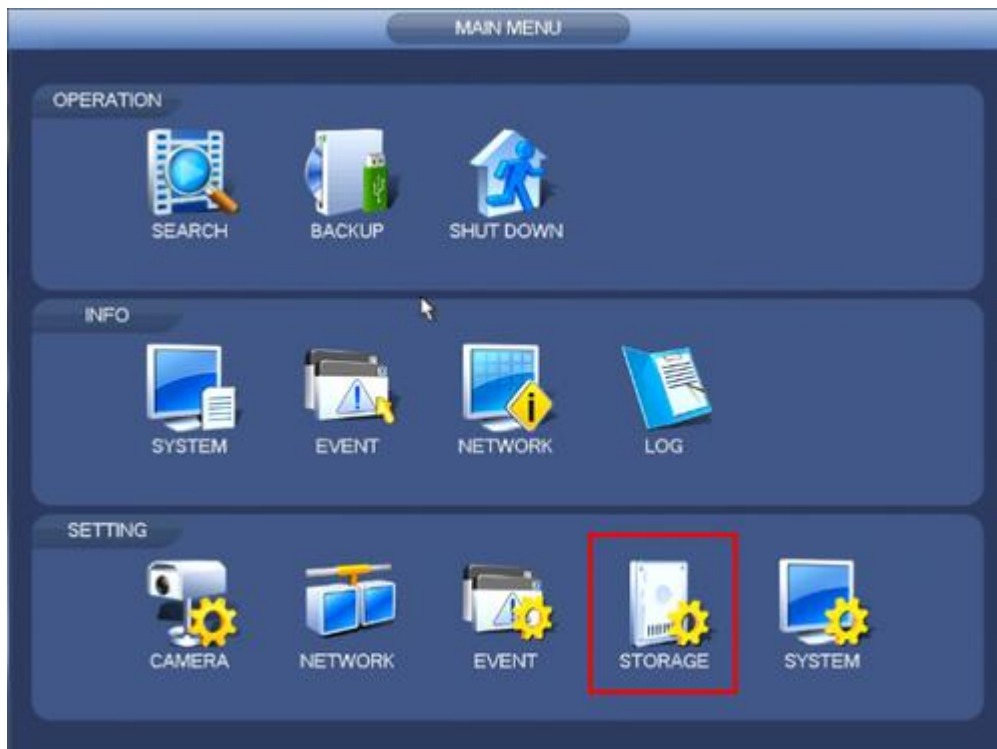 MAIN MENU
OPERATION
SEARCH BACKUP SHUT DOWN
INFO
SYSTEM EVENT NETWORK LOG
SETTING
CAMERA NETWORK EVENT STORAGE SYSTEM